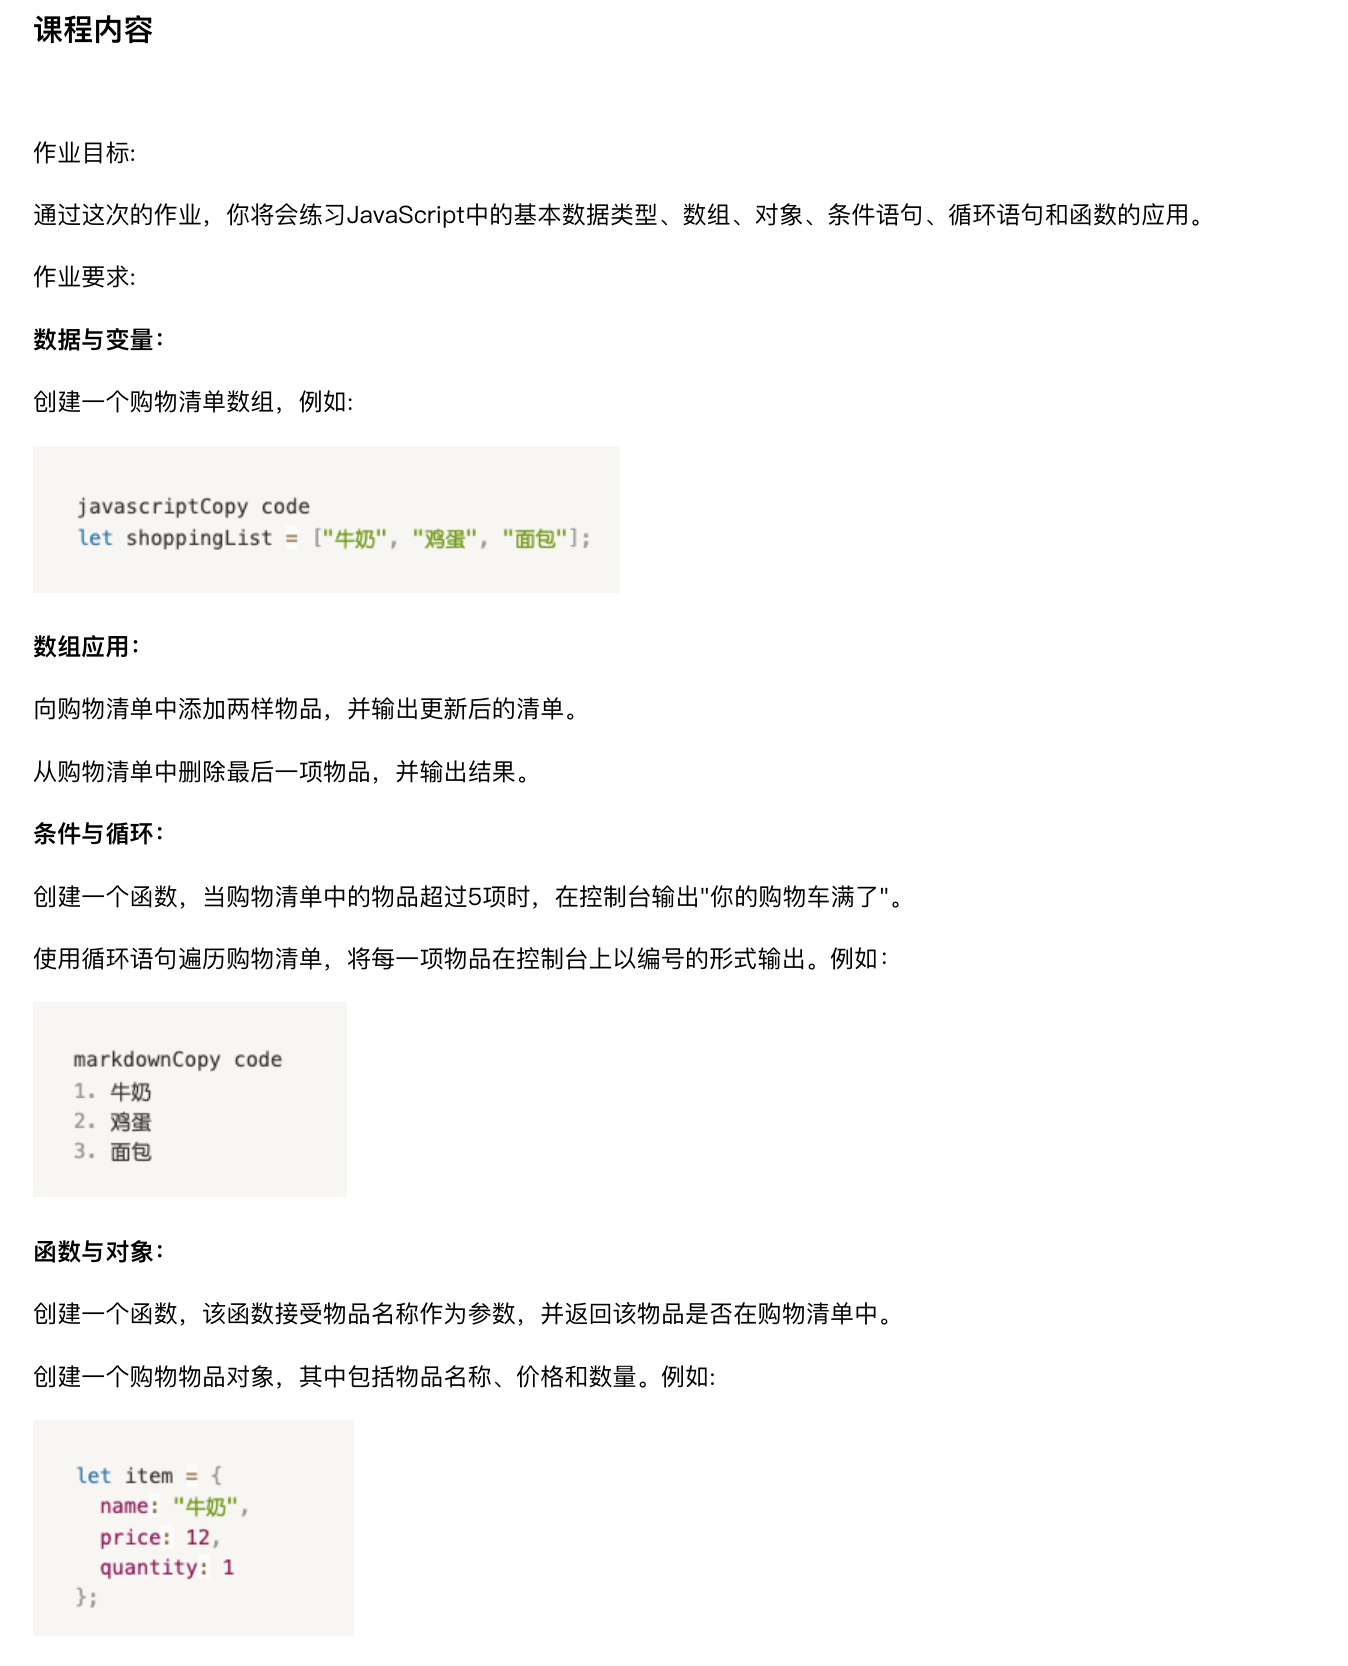 课程内容
作业目标:
通过这次的作业，你将会练习JavaScript中的基本数据类型、数组、对象、条件语句、循环语句和函数的应用。
作业要求:
数据与变量：
创建一个购物清单数组，例如:
javascriptCopy code
let shoppingList = ["牛奶", "鸡蛋", "面包"];
数组应用：
向购物清单中添加两样物品，并输出更新后的清单。
从购物清单中删除最后一项物品，并输出结果。
条件与循环：
创建一个函数，当购物清单中的物品超过5项时，在控制台输出"你的购物车满了"。
使用循环语句遍历购物清单，将每一项物品在控制台上以编号的形式输出。例如：
markdownCopy code
1. 牛奶
2. 鸡蛋
3. 面包
函数与对象：
创建一个函数，该函数接受物品名称作为参数，并返回该物品是否在购物清单中。
创建一个购物物品对象，其中包括物品名称、价格和数量。例如:
let item = {
  name: "牛奶",
  price: 12,
  quantity: 1
};